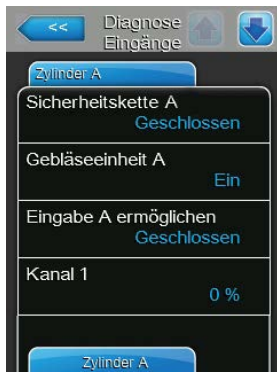 <<
Diagnose
Eingänge
Zylinder A
Sicherheitskette A
Geschlossen
Gebläseeinheit A
Ein
Eingabe A ermöglichen
Geschlossen
Kanal 1
0 %
Zylinder A